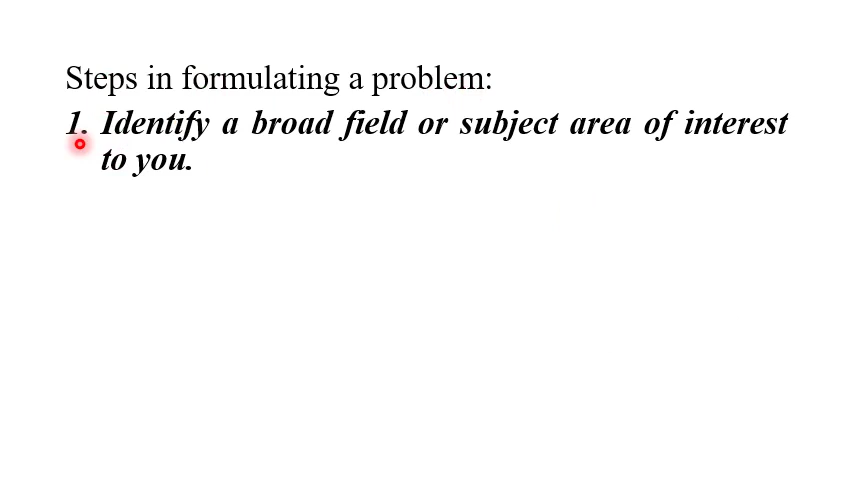 Steps in formulating a problem:
1. Identify a broad field or subject area of interest
to you.